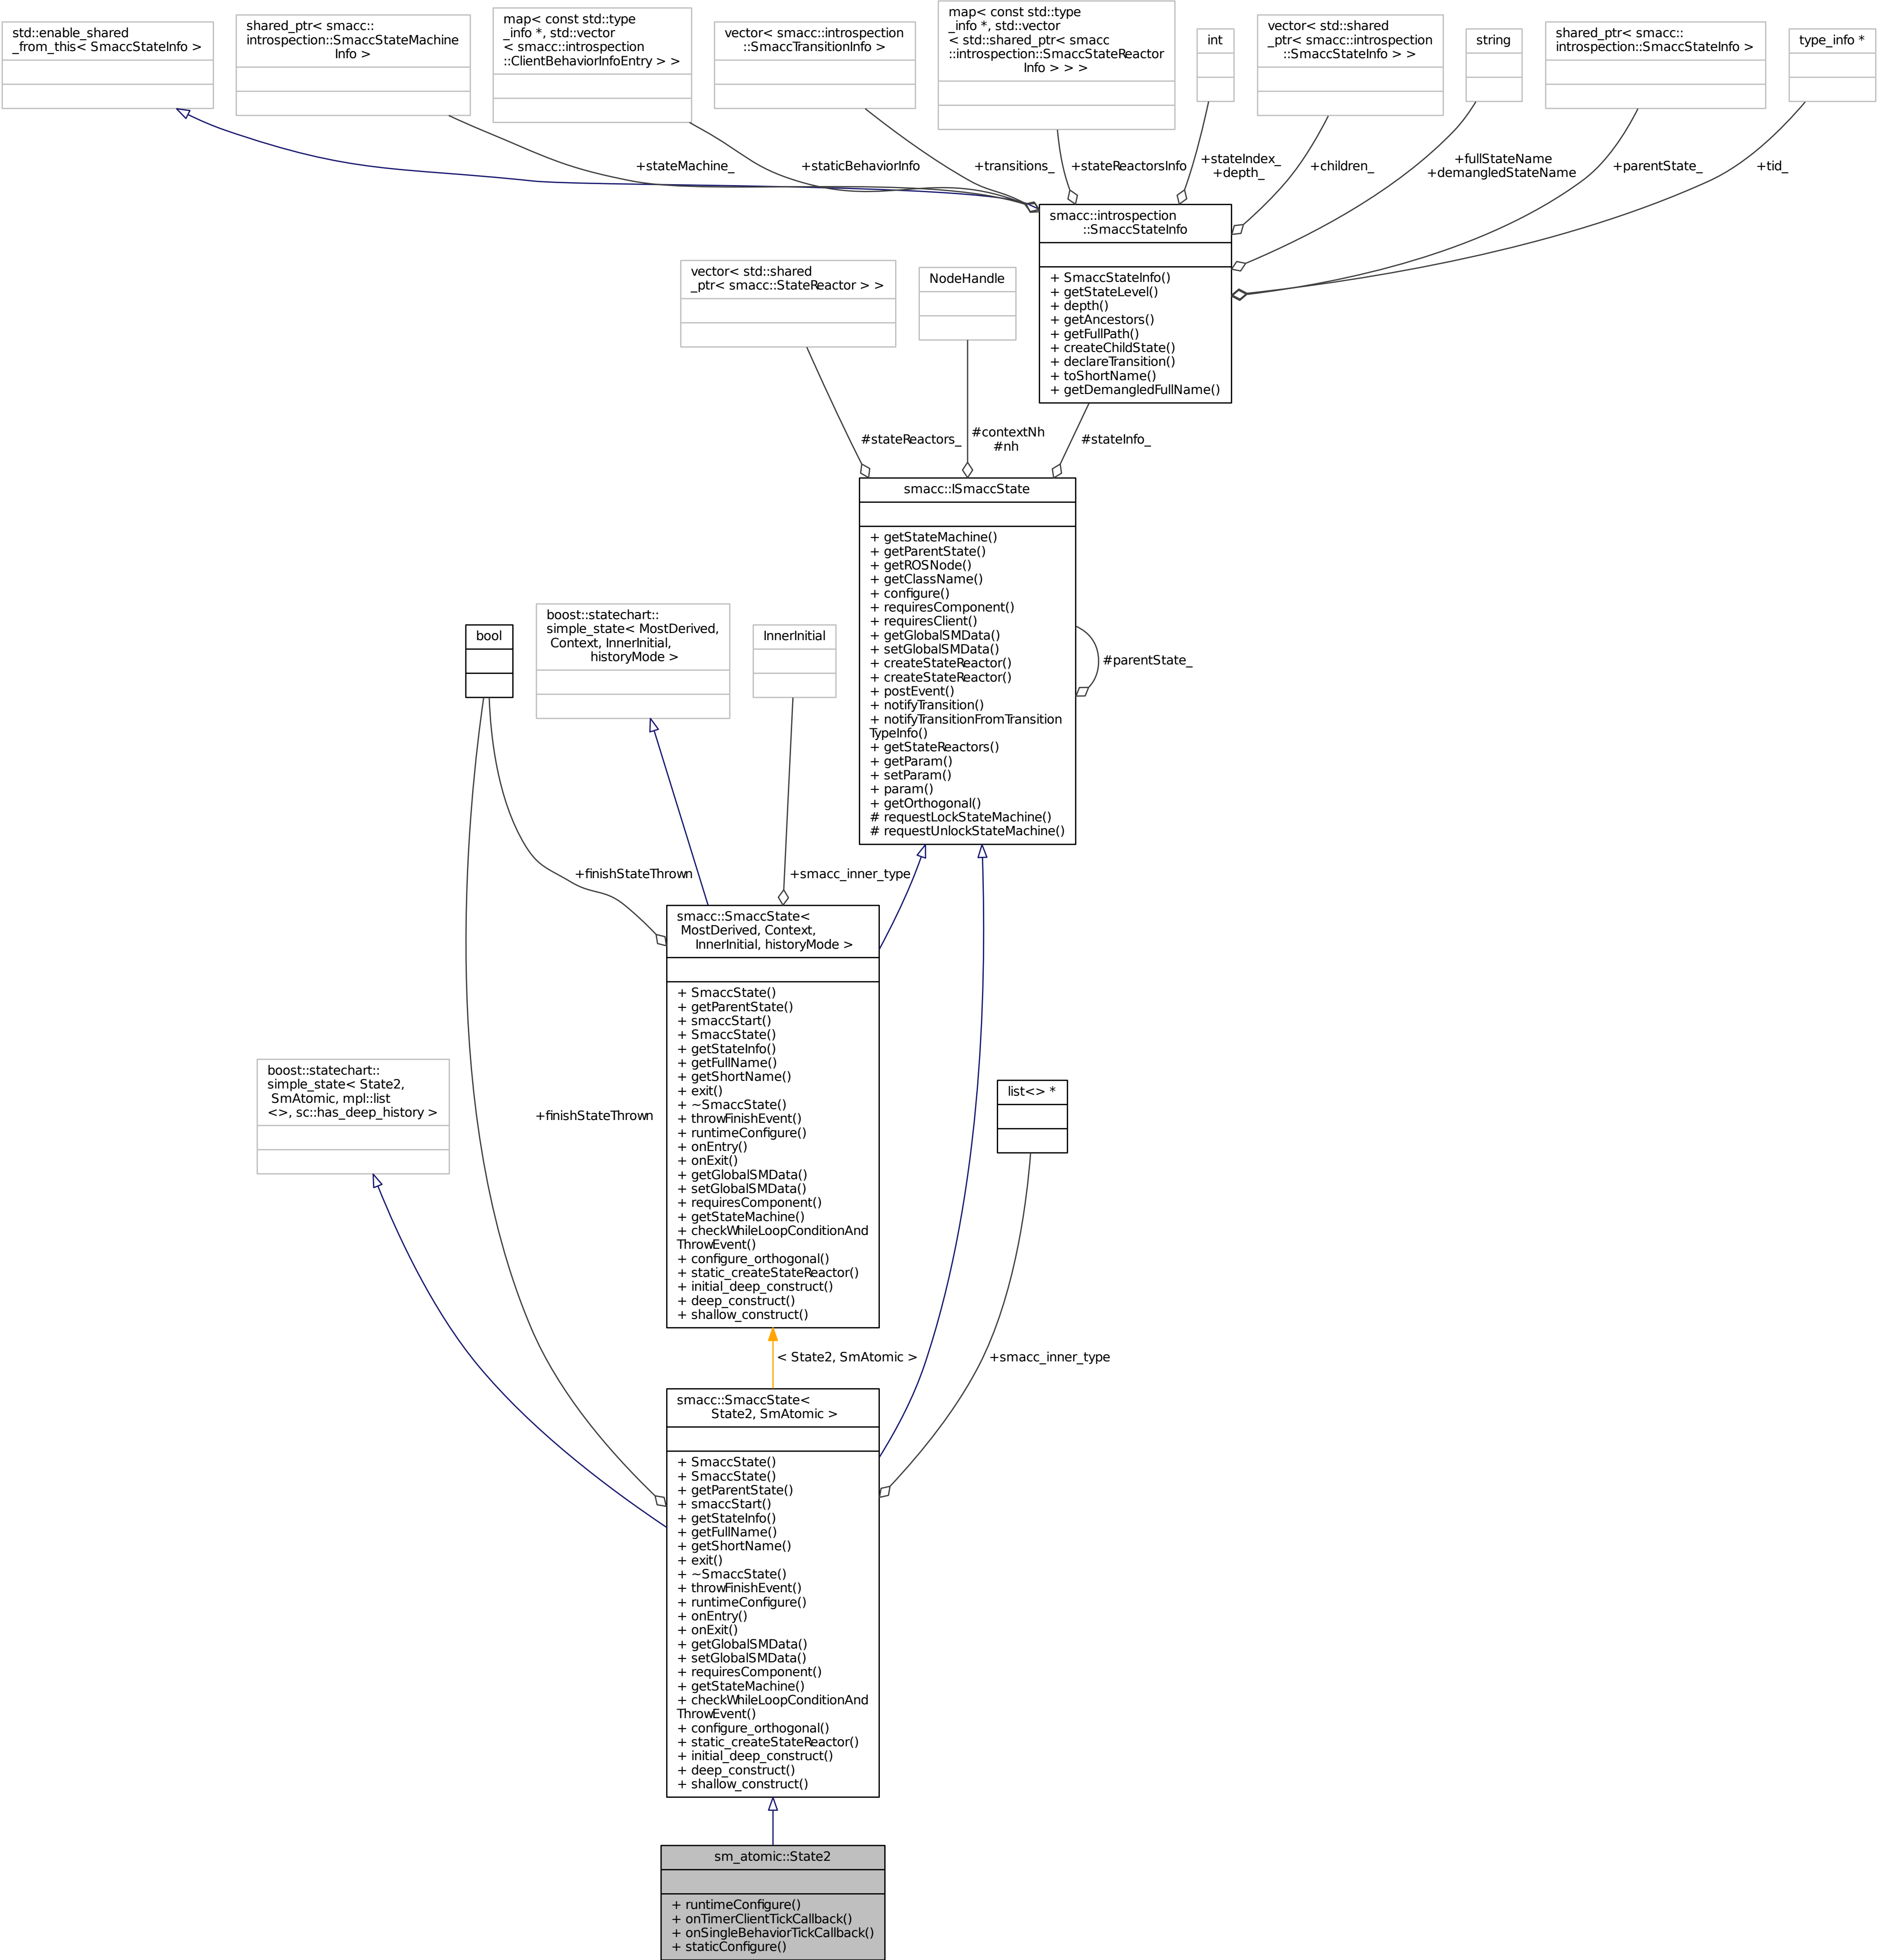 std::enable_shared
_from_this< SmaccStateInfo >
shared_ptr< smacc::
introspection::SmaccStateMachine
Info >
map< const std::type
_info *, std::vector
< smacc::introspection
::ClientBehaviorInfoEntry > >
vector< smacc::introspection
::SmaccTransitionInfo >
map< const std::type
_info *, std::vector
< std::shared_ptr< smacc
::introspection::SmaccStateReactor
Info > > >
int
vector< std::shared
_ptr< smacc::introspection
::SmaccStateInfo > >
string
shared_ptr< smacc::
introspection::SmaccStateInfo >
type_info *
+stateMachine_
+staticBehaviorInfo
+transitions_
+stateReactorsInfo
+stateIndex_
+depth_
+children_
+fullStateName
+demangledStateName
+parentState_
+tid_
smacc::introspection
::SmaccStateInfo
+ SmaccStateInfo()
+ getStateLevel()
+ depth()
+ getAncestors()
+ getFullPath()
+ createChildState()
+ declareTransition()
+ toShortName()
+ getDemangledFullName()
vector< std::shared
_ptr< smacc::StateReactor > >
NodeHandle
#stateReactors_
#contextNh
#nh
#stateInfo_
smacc::ISmaccState
+ getStateMachine()
+ getParentState()
+ getROSNode()
+ getClassName()
+ configure()
+ requiresComponent()
+ requiresClient()
+ getGlobalSMData()
+ setGlobalSMData()
+ createStateReactor()
+ createStateReactor()
+ postEvent()
+ notifyTransition()
+ notifyTransitionFromTransition
TypeInfo()
+ getStateReactors()
+ getParam()
+ setParam()
+ param()
+ getOrthogonal()
# requestLockStateMachine()
# requestUnlockStateMachine()
#parentState_
bool
boost::statechart::
simple_state< MostDerived,
Context, InnerInitial,
historyMode >
InnerInitial
+finishStateThrown
+smacc_inner_type
smacc::SmaccState<
MostDerived, Context,
InnerInitial, historyMode >
+ SmaccState()
+ getParentState()
+ smaccStart()
+ SmaccState()
+ getStateInfo()
+ getFullName()
+ getShortName()
+ exit()
+ ~SmaccState()
+ throwFinishEvent()
+ runtimeConfigure()
+ onEntry()
+ onExit()
+ getGlobalSMData()
+ setGlobalSMData()
+ requiresComponent()
+ getStateMachine()
+ checkWhileLoopConditionAnd
ThrowEvent()
+ configure_orthogonal()
+ static_createStateReactor()
+ initial_deep_construct()
+ deep_construct()
+ shallow_construct()
boost::statechart::
simple_state< State2,
SmAtomic, mpl::list
<>, sc::has_deep_history >
+finishStateThrown
list<> *
< State2, SmAtomic >
+smacc_inner_type
smacc::SmaccState<
State2, SmAtomic >
+ SmaccState()
+ SmaccState()
+ getParentState()
+ smaccStart()
+ getStateInfo()
+ getFullName()
+ getShortName()
+ exit()
+ ~SmaccState()
+ throwFinishEvent()
+ runtimeConfigure()
+ onEntry()
+ onExit()
+ getGlobalSMData()
+ setGlobalSMData()
+ requiresComponent()
+ getStateMachine()
+ checkWhileLoopConditionAnd
ThrowEvent()
+ configure_orthogonal()
+ static_createStateReactor()
+ initial_deep_construct()
+ deep_construct()
+ shallow_construct()
sm_atomic::State2
+ runtimeConfigure()
+ onTimerClientTickCallback()
+ onSingleBehaviorTickCallback()
+ staticConfigure()